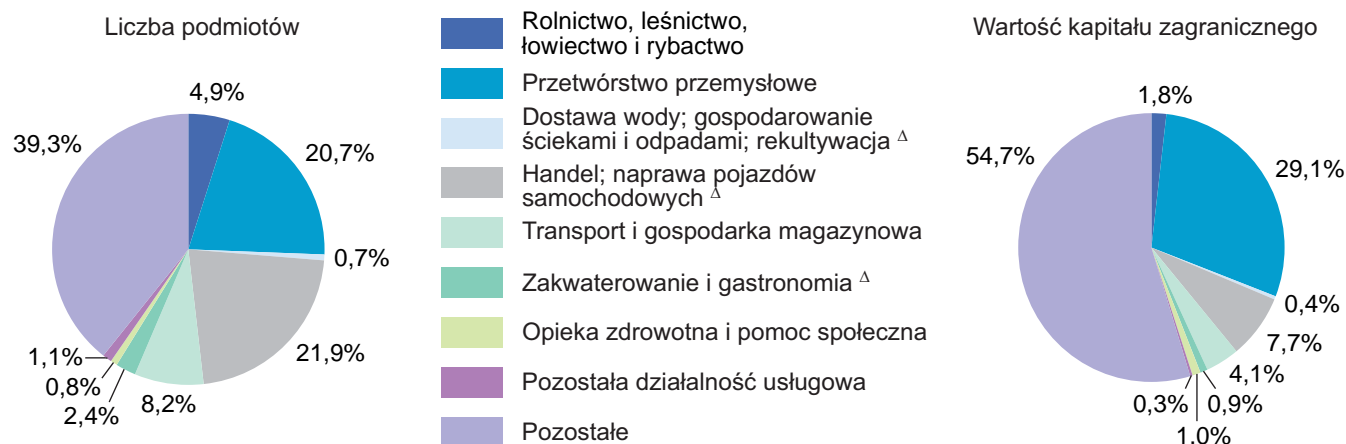 Liczba podmiotów
4,9%
20,7%
0,7%
21,9%
8,2%
2,4%
0,8%
1,1%
39,3%
Rolnictwo, leśnictwo,
łowiectwo i rybactwo
Przetwórstwo przemysłowe
Dostawa wody; gospodarowanie
ściekami i odpadami; rekultywacja Δ
Handel; naprawa pojazdów
samochodowych Δ
Transport i gospodarka magazynowa
Zakwaterowanie i gastronomia Δ
Opieka zdrowotna i pomoc społeczna
Pozostała działalność usługowa
Pozostałe
Wartość kapitału zagranicznego
1,8%
29,1%
0,4%
7,7%
4,1%
0,9%
1,0%
0,3%
54,7%